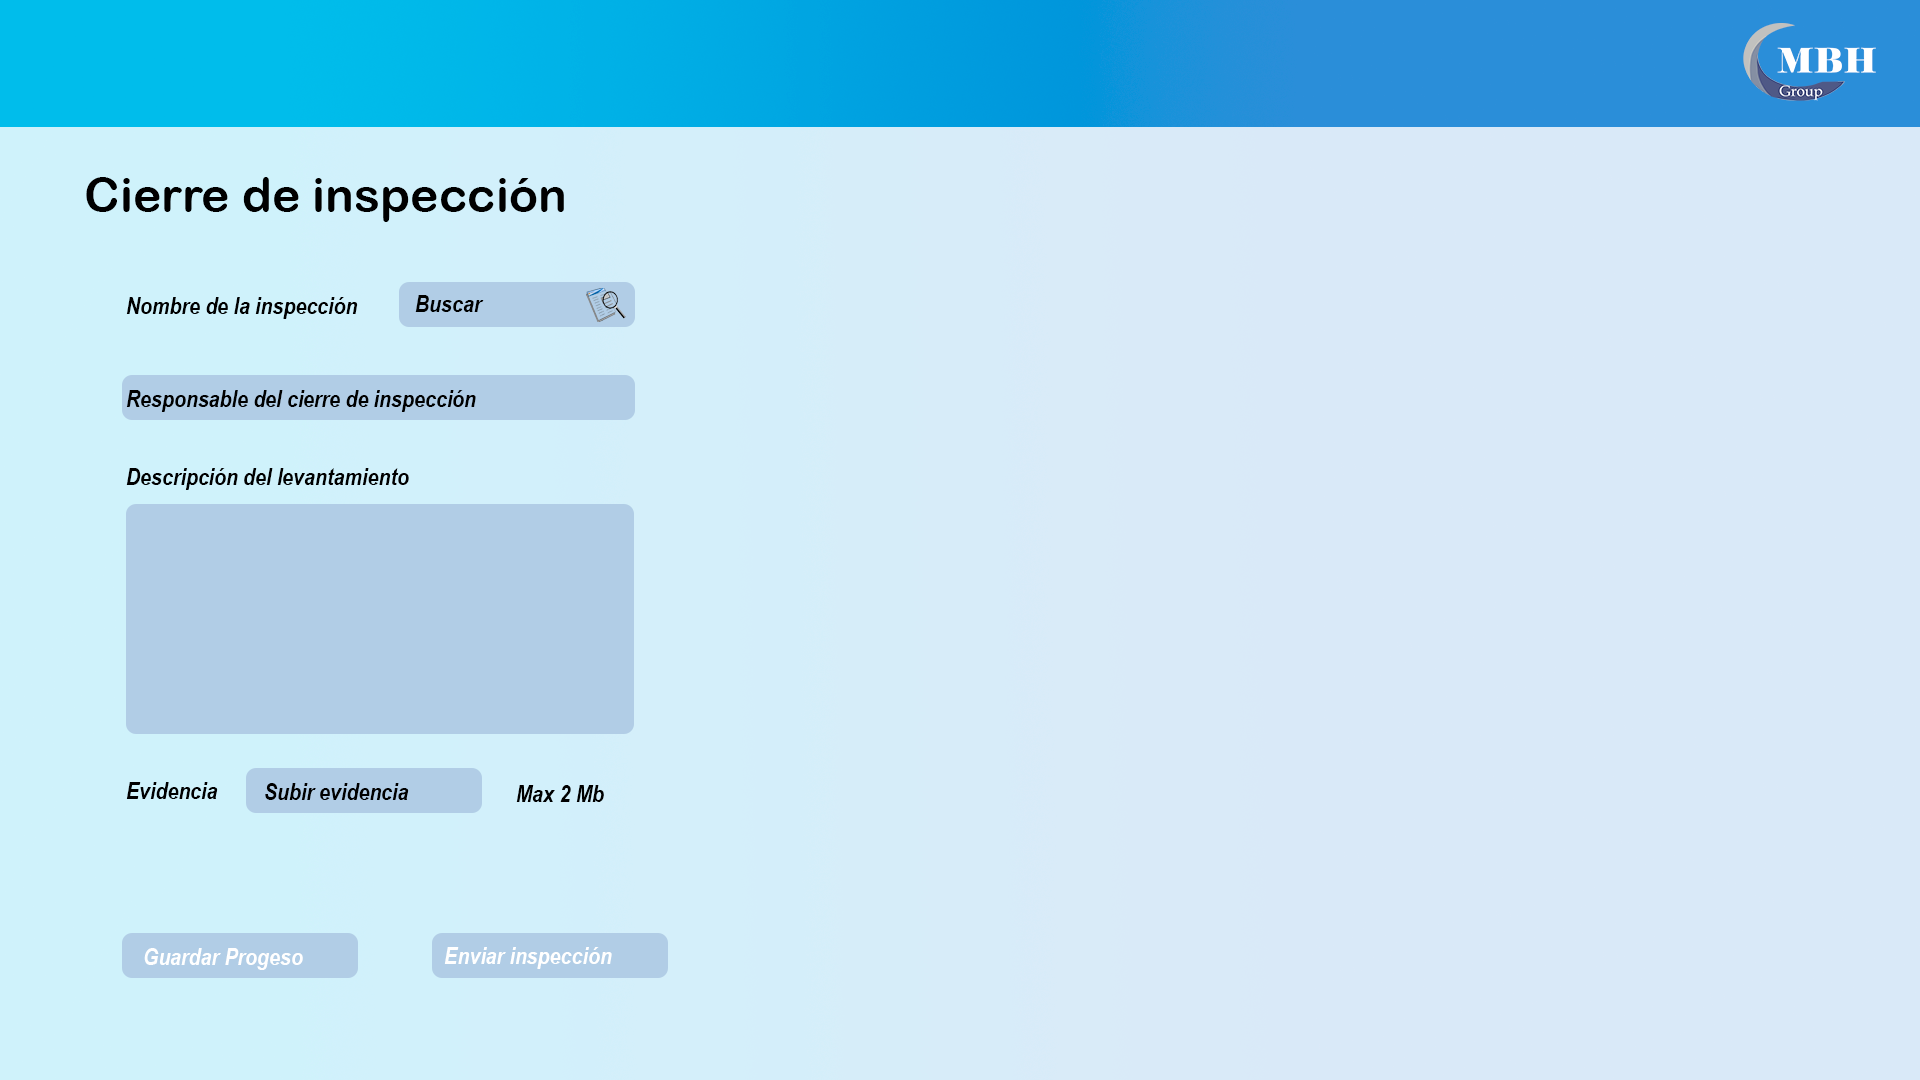 MBH
Group
Cierre de inspección
Nombre de la inspección
Buscar
Responsable del cierre de inspección
Descripción del levantamiento
Evidencia
Subir evidencia
Max 2 Mb
Guardar Progeso
Enviar inspección